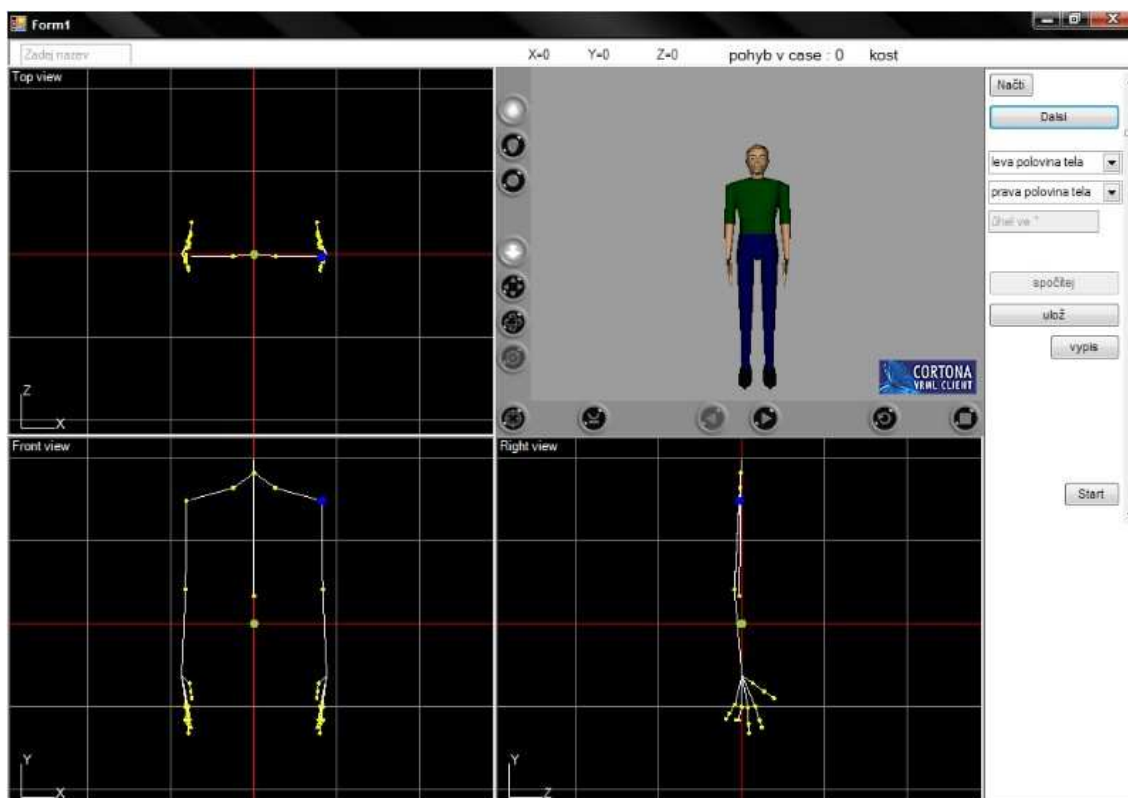 Form1
Zadej nazev
X=0 Y=0 Z=0 pohyb v case : 0 kost
Top view
Z
X
CORTONA
VRML CLIENT
Načti
Dalsi
leva polovina tela
prava polovina tela
spočítej
ulož
vypis
Start
Front view
Y
X
Right view
Y
Z